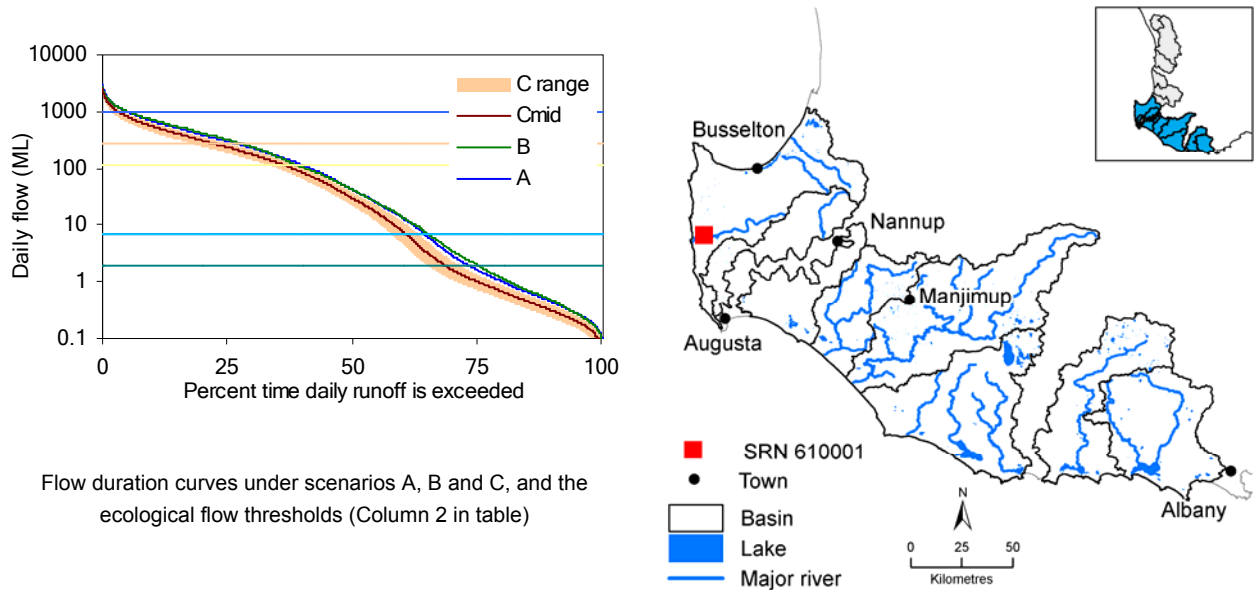 10000
1000
100
10
1
0.1
Daily flow (ML)
C range
Cmid
B
A
0
25
50
75
100
Percent time daily runoff is exceeded
Flow duration curves under scenarios A, B and C, and the
ecological flow thresholds (Column 2 in table)
Busselton
Nannup
Manjimup
Augusta
Albany
SRN 610001
Town
Basin
Lake
Major river
N
0 25 50
Kilometres